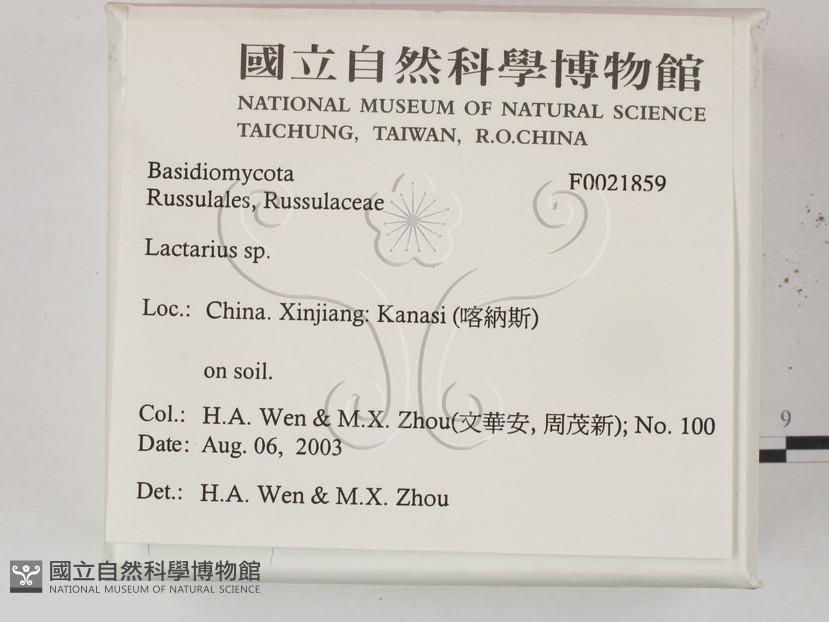 國立自然科學博物館
NATIONAL MUSEUM OF NATURAL SCIENCE
TAICHUNG, TAIWAN, R.O.CHINA
Basidiomycota F0021859
Russulales, Russulaceae
Lactarius sp.
Loc.: China. Xinjiang: Kanasi (喀納斯)
on soil.
Col.: H.A. Wen & M.X. Zhou(文華安, 周茂新); No. 100
Date: Aug. 06, 2003
Det.: H.A. Wen & M.X. Zhou
9
國立自然科學博物館
NATIONAL MUSEUM OF NATURAL SCIENCE